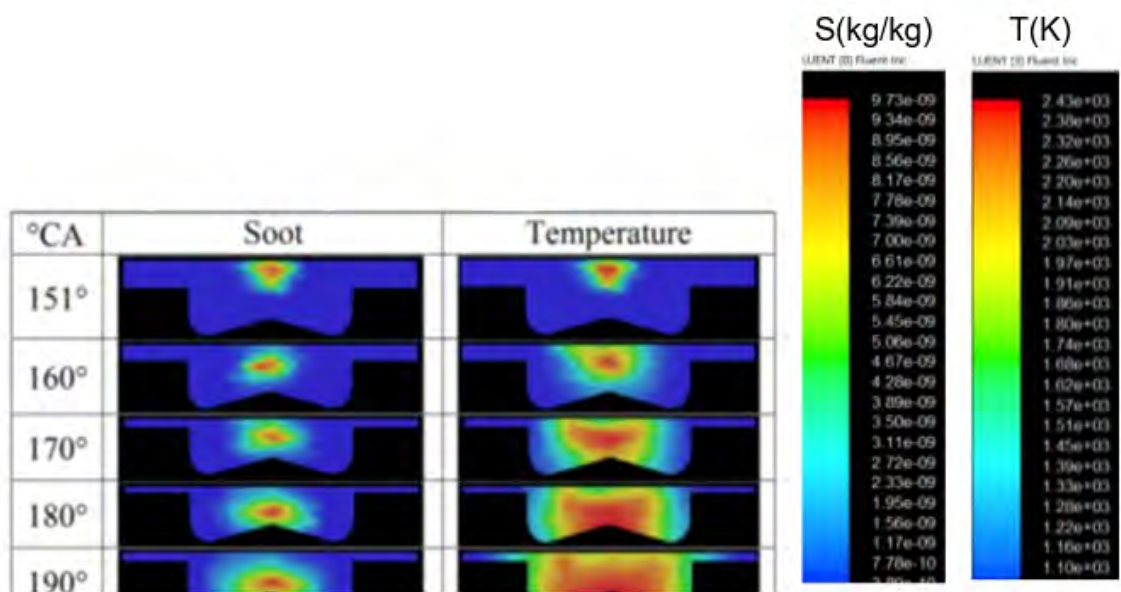 S(kg/kg)
T(K)
°CA
Soot
Temperature
151°
160°
170°
180°
190°
9.73e-09
9.34e-09
8.95e-09
8.56e-09
8.17e-09
7.78e-09
7.39e-09
7.00e-09
6.61e-09
6.22e-09
5.84e-09
5.45e-09
5.06e-09
4.67e-09
4.28e-09
3.89e-09
3.50e-09
3.11e-09
2.72e-09
2.33e-09
1.95e-09
1.56e-09
1.17e-09
7.78e-10
2.43e+03
2.38e+03
2.32e+03
2.26e+03
2.20e+03
2.14e+03
2.09e+03
2.03e+03
1.97e+03
1.91e+03
1.86e+03
1.80e+03
1.74e+03
1.68e+03
1.62e+03
1.57e+03
1.51e+03
1.45e+03
1.39e+03
1.33e+03
1.28e+03
1.22e+03
1.16e+03
1.10e+03